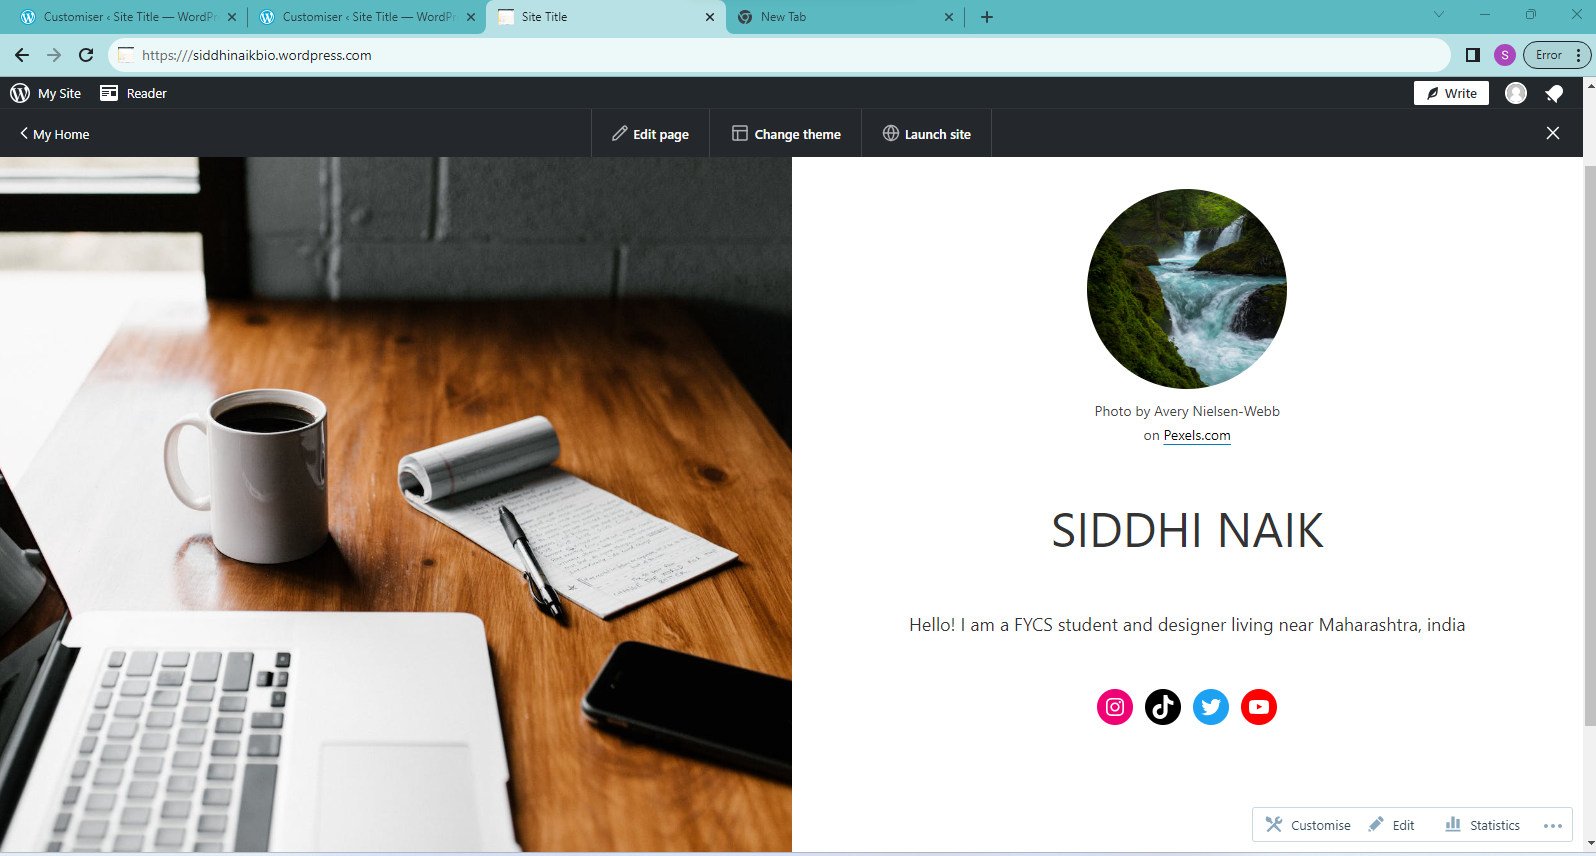 Customiser ‹ Site Title — WordPr
Customiser ‹ Site Title — WordPr
Site Title
New Tab
https:///siddhinaikbio.wordpress.com
S
Error
My Site
Reader
Write
My Home
Edit page
Change theme
Launch site
Photo by Avery Nielsen-Webb
on Pexels.com
SIDDHI NAIK
Hello! I am a FYCS student and designer living near Maharashtra, india
Customise
Edit
Statistics